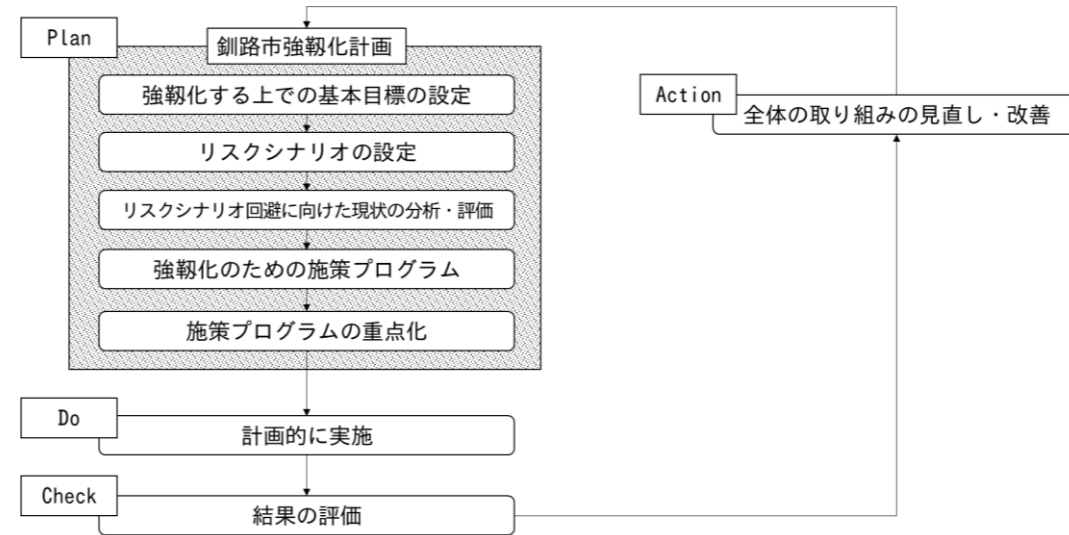 Plan
釧路市強靱化計画
強靱化する上での基本目標の設定
リスクシナリオの設定
リスクシナリオ回避に向けた現状の分析・評価
強靱化のための施策プログラム
施策プログラムの重点化
Do
計画的に実施
Check
結果の評価
Action
全体の取り組みの見直し・改善